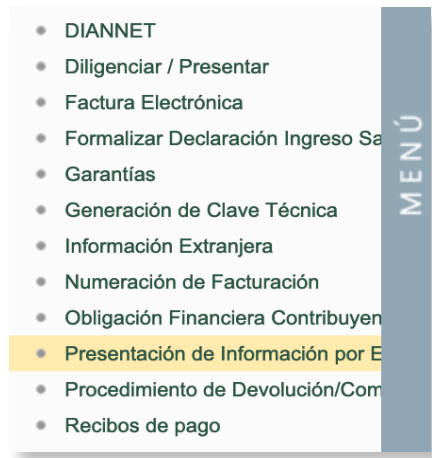 DIANNET
Diligenciar / Presentar
Factura Electrónica
Formalizar Declaración Ingreso Sa
Garantías
Generación de Clave Técnica
Información Extranjera
Numeración de Facturación
Obligación Financiera Contribuyen
Presentación de Información por E
Procedimiento de Devolución/Com
Recibos de pago
MENÚ